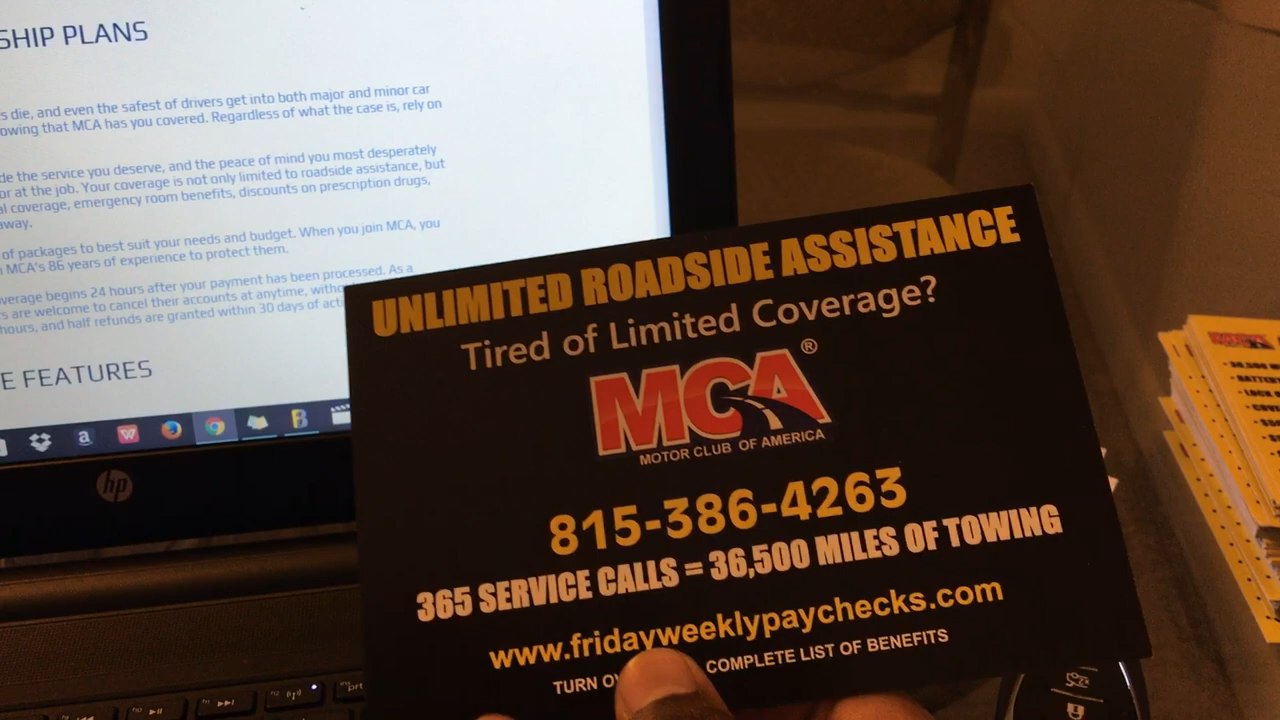 SHIP PLANS
s die, and even the safest of drivers get into both major and minor car
owing that MCA has you covered. Regardless of what the case is, rely on
de the service you deserve, and the peace of mind you most desperately
or at the job. Your coverage is not only limited to roadside assistance, but
al coverage, emergency room benefits, discounts on prescription drugs,
away.
of packages to best suit your needs and budget. When you join MCA, you
MCA's 86 years of experience to protect them.
verage begins 24 hours after your payment has been processed. As a
rs are welcome to cancel their accounts at anytime,
hours, and half refunds are granted within 30 days of
E FEATURES
hp
UNLIMITED ROADSIDE ASSISTANCE
Tired of Limited Coverage?
MCA®
MOTOR CLUB OF AMERICA
815-386-4263
365 SERVICE CALLS = 36,500 MILES OF TOWING
www.fridayweeklypaychecks.com
TURN COMPLETE LIST OF BENEFITS